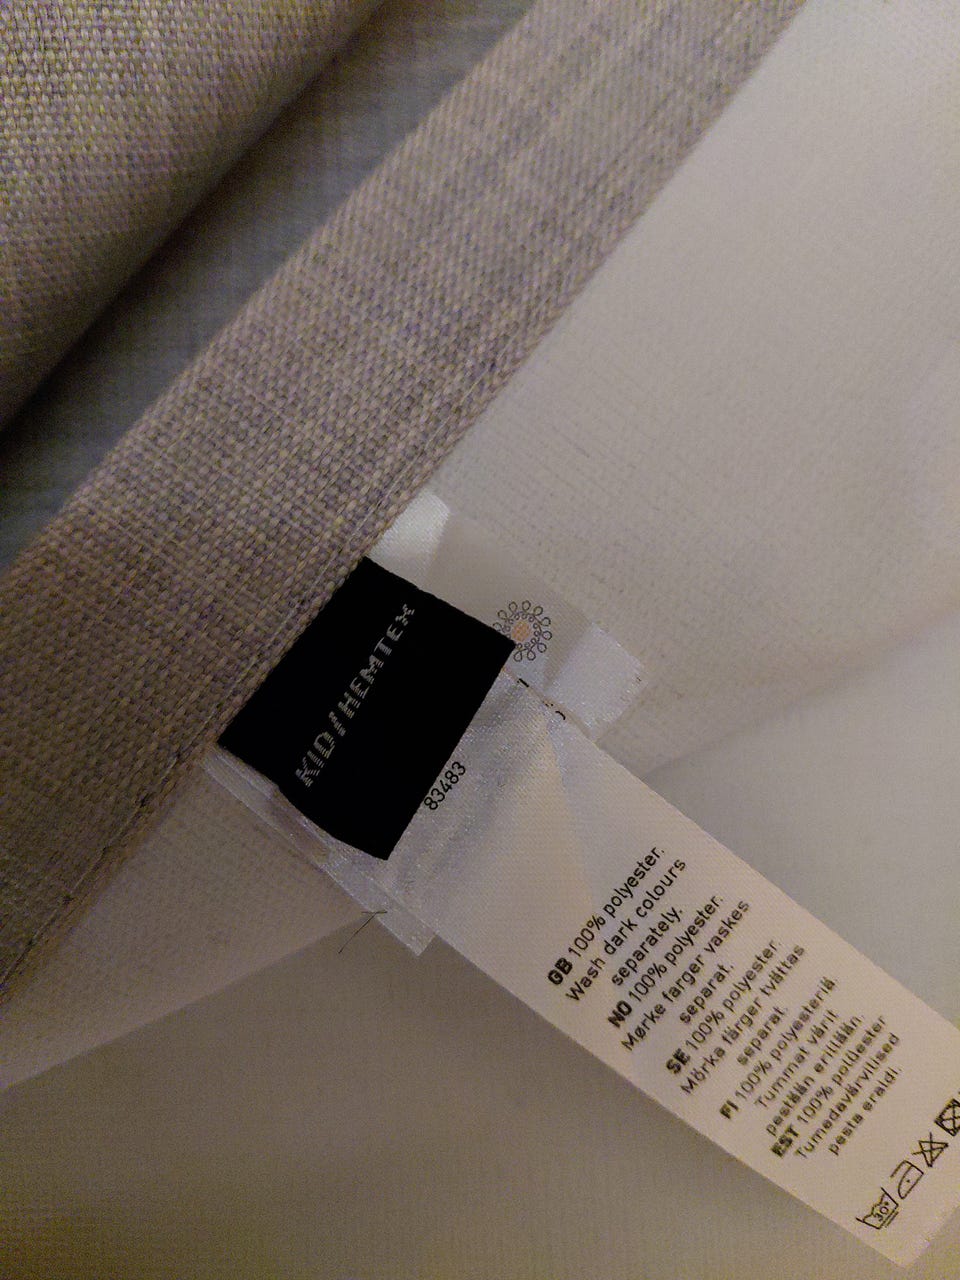 KID/HEMTEX
83483
GB 100% polyester.
Wash dark colours
separately.
NO 100% polyester.
Mørke farger vaskes
separat.
SE 100% polyester.
Mörka färger tvättas
separat.
FI 100% polyesteriä
Tummat värit
pestään erillään.
EST 100% polüester
Tumedavärvilised
pesta eraldi.
30°